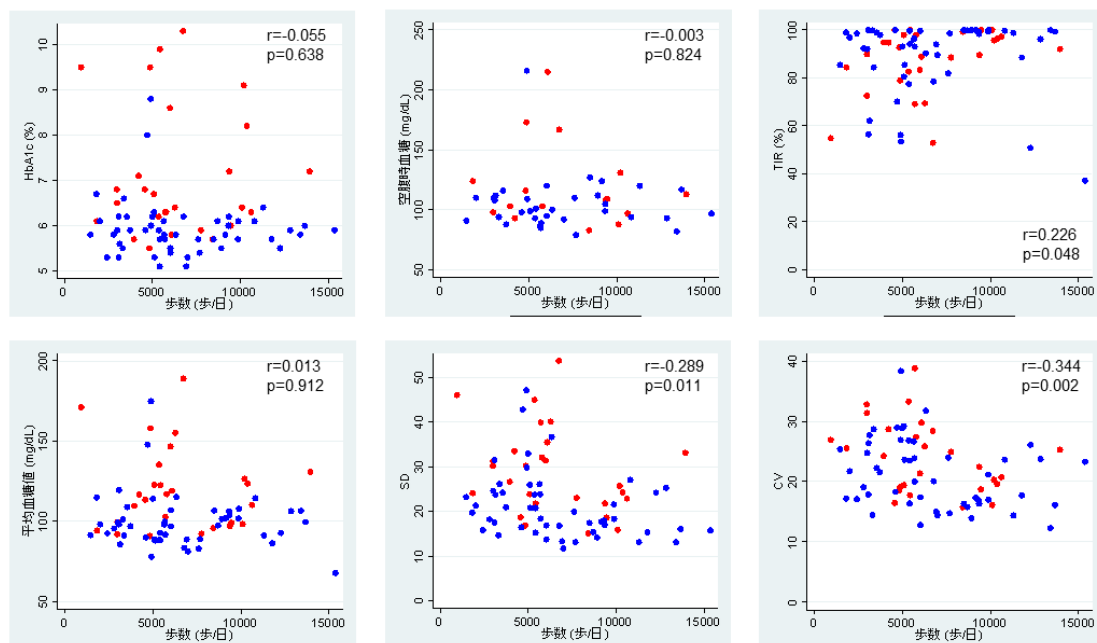 r=-0.055
p=0.638
HbA1c (%)
10
9
8
7
6
5
0 5000 10000 15000
歩数 (歩/日)
r=-0.003
p=0.824
空腹時血糖 (mg/dL)
250
200
150
100
50
0 5000 10000 15000
歩数 (歩/日)
TIR (%)
100
80
60
40
20
0
r=0.226
p=0.048
0 5000 10000 15000
歩数 (歩/日)
r=0.013
p=0.912
平均血糖値 (mg/dL)
200
150
100
50
0 5000 10000 15000
歩数 (歩/日)
r=-0.289
p=0.011
SD
50
40
30
20
10
0
0 5000 10000 15000
歩数 (歩/日)
r=-0.344
p=0.002
CV
40
30
20
10
0
0 5000 10000 15000
歩数 (歩/日)